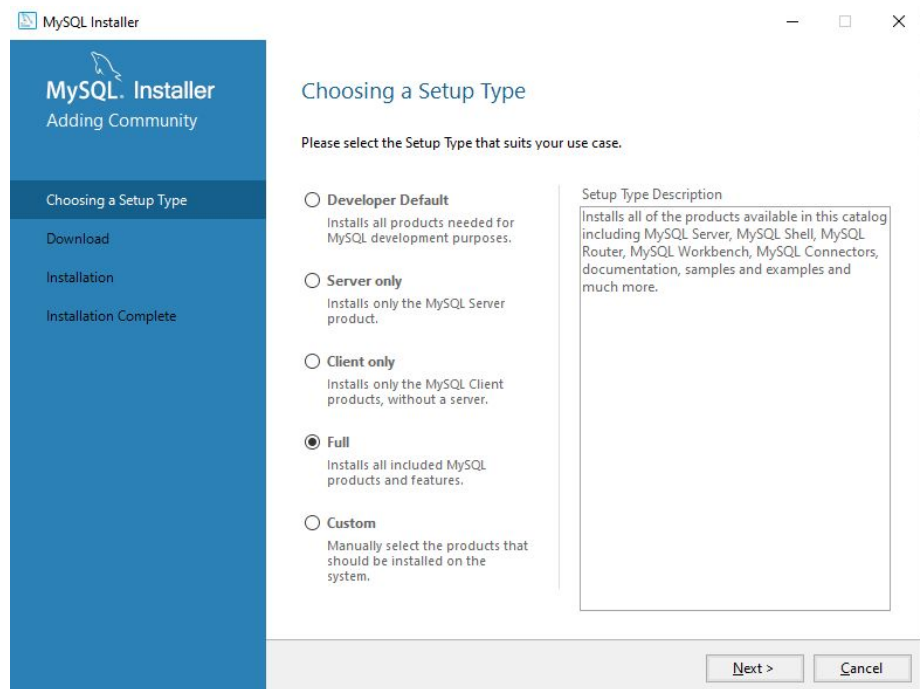 MySQL Installer
MySQL. Installer
Adding Community
Choosing a Setup Type
Download
Installation
Installation Complete
Choosing a Setup Type
Please select the Setup Type that suits your use case.
Developer Default
Installs all products needed for
MySQL development purposes.
Server only
Installs only the MySQL Server
product.
Client only
Installs only the MySQL Client
products, without a server.
Full
Installs all included MySQL
products and features.
Custom
Manually select the products that
should be installed on the
system.
Setup Type Description
Installs all of the products available in this catalog
including MySQL Server, MySQL Shell, MySQL
Router, MySQL Workbench, MySQL Connectors,
documentation, samples and examples and
much more.
Next >
Cancel